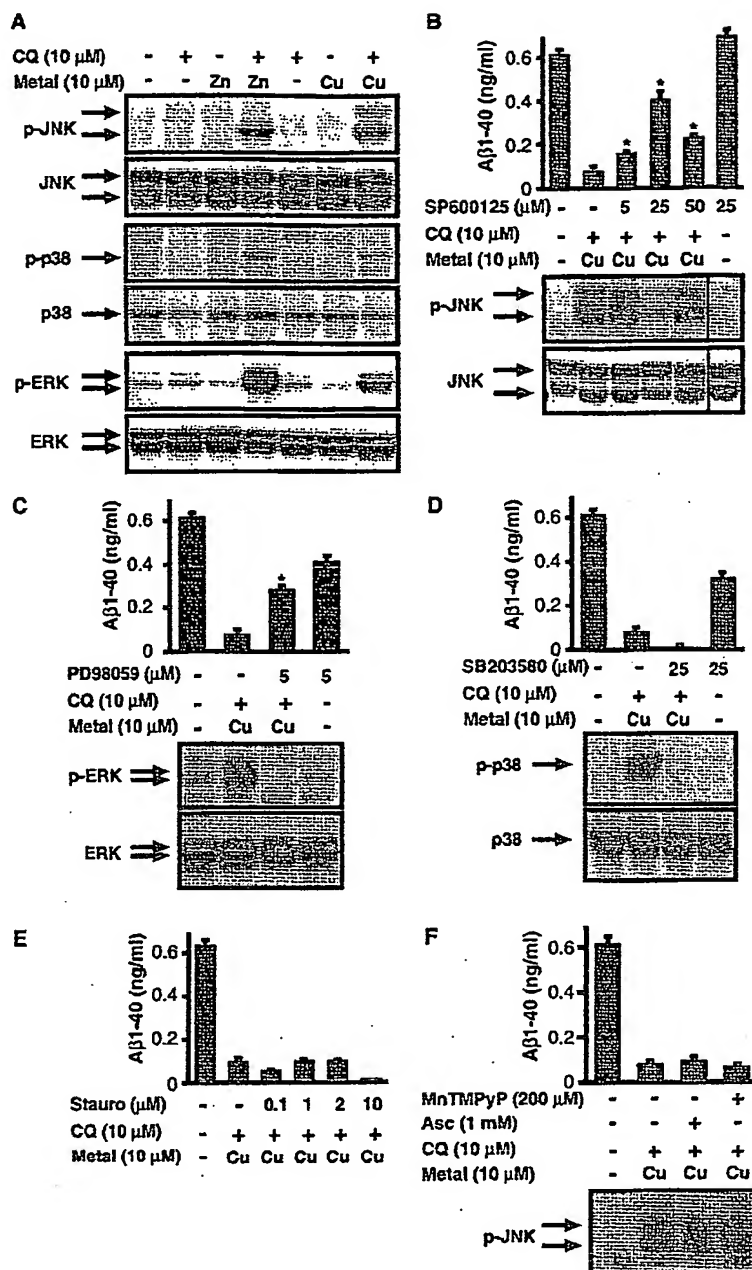 A
CQ (10 μM) - + - + + - +
Metal (10 μM) - - Zn Zn - Cu Cu
p-JNK
JNK
p-p38
p38
p-ERK
ERK
B
Aβ1-40 (ng/ml)
0.6
0.4
0.2
0
* * *
SP600125 (μM) - - 5 25 50 25
CQ (10 μM) - + + + + -
Metal (10 μM) - Cu Cu Cu Cu -
p-JNK
JNK
C
Aβ1-40 (ng/ml)
0.6
0.4
0.2
0
*
PD98059 (μM) - - 5 5
CQ (10 μM) - + + -
Metal (10 μM) - Cu Cu -
p-ERK
ERK
D
Aβ1-40 (ng/ml)
0.6
0.4
0.2
0
SB203580 (μM) - - 25 25
CQ (10 μM) - + + -
Metal (10 μM) - Cu Cu -
p-p38
p38
E
Aβ1-40 (ng/ml)
0.6
0.4
0.2
0
Stauro (μM) - - 0.1 1 2 10
CQ (10 μM) - + + + + +
Metal (10 μM) - Cu Cu Cu Cu Cu
F
Aβ1-40 (ng/ml)
0.6
0.4
0.2
0
MnTMPyP (200 μM) - - - +
Asc (1 mM) - - + -
CQ (10 μM) - + + +
Metal (10 μM) - Cu Cu Cu
p-JNK